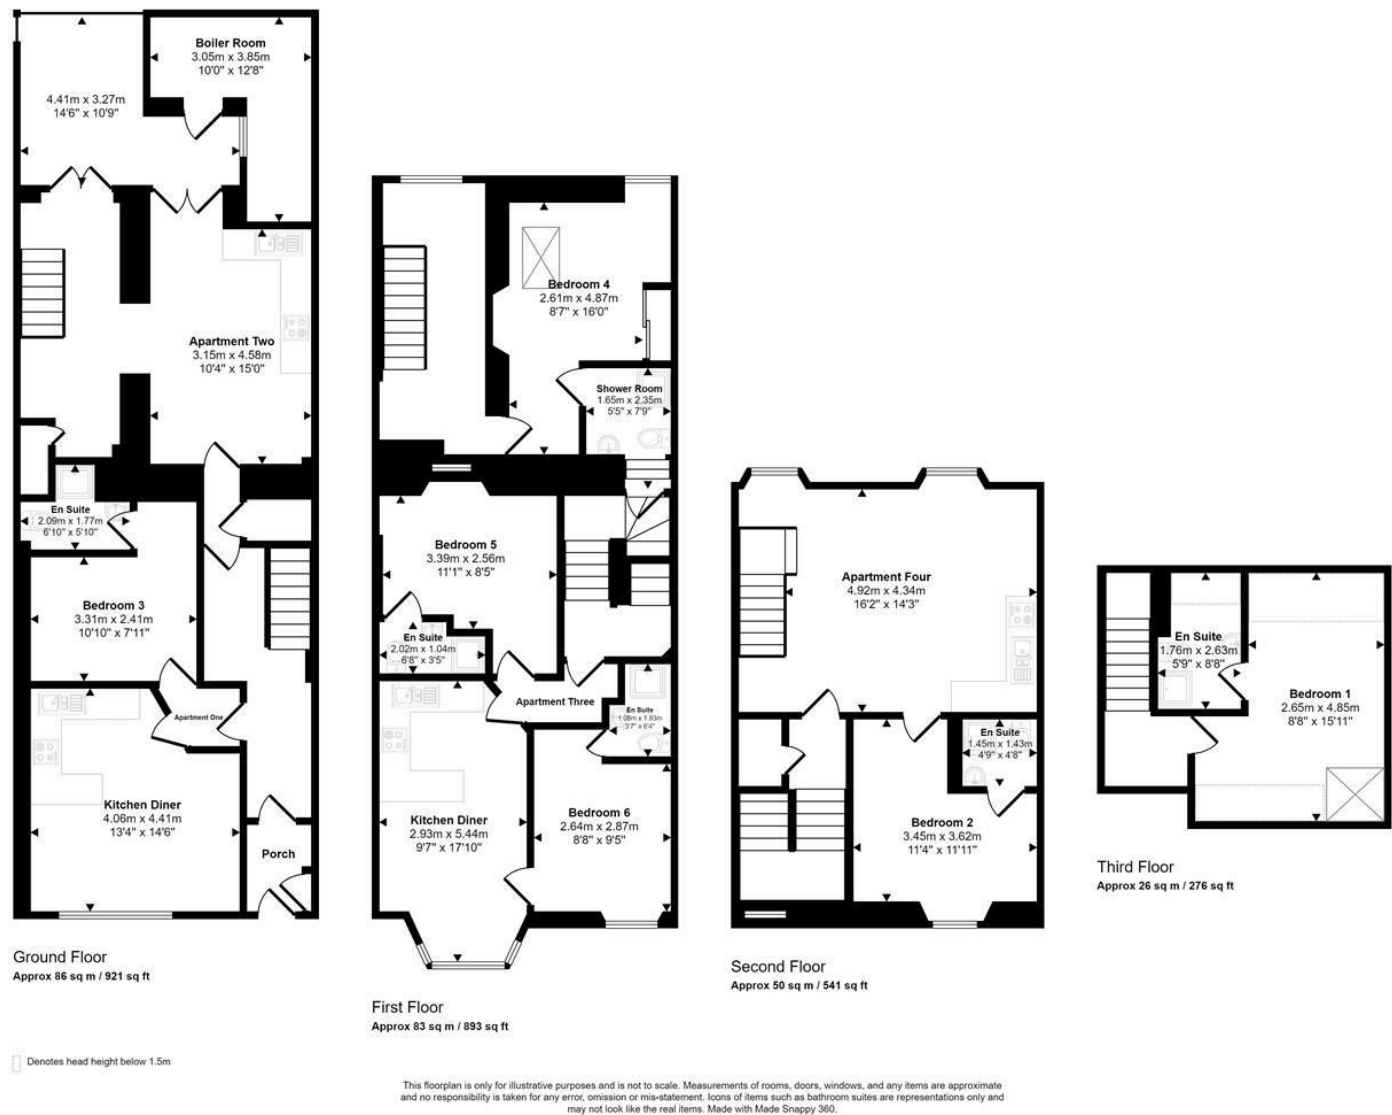 Boiler Room
3.05m x 3.85m
10'0" x 12'8"
4.41m x 3.27m
14'6" x 10'9"
Apartment Two
3.15m x 4.58m
10'4" x 15'0"
En Suite
2.09m x 1.77m
6'10" x 5'10"
Bedroom 3
3.31m x 2.41m
10'10" x 7'11"
Apartment One
Kitchen Diner
4.06m x 4.41m
13'4" x 14'6"
Porch
Ground Floor
Approx 86 sq m / 921 sq ft
Bedroom 4
2.61m x 4.87m
8'7" x 16'0"
Shower Room
1.65m x 2.35m
5'5" x 7'9"
Bedroom 5
3.39m x 2.56m
11'1" x 8'5"
En Suite
2.02m x 1.04m
6'8" x 3'5"
Apartment Three
En Suite
1.08m x 1.93m
3'7" x 6'4"
Kitchen Diner
2.93m x 5.44m
9'7" x 17'10"
Bedroom 6
2.64m x 2.87m
8'8" x 9'5"
First Floor
Approx 83 sq m / 893 sq ft
Apartment Four
4.92m x 4.34m
16'2" x 14'3"
En Suite
1.45m x 1.43m
4'9" x 4'8"
Bedroom 2
3.45m x 3.62m
11'4" x 11'11"
Second Floor
Approx 50 sq m / 541 sq ft
En Suite
1.76m x 2.63m
5'9" x 8'8"
Bedroom 1
2.65m x 4.85m
8'8" x 15'11"
Third Floor
Approx 26 sq m / 276 sq ft
Denotes head height below 1.5m
This floorplan is only for illustrative purposes and is not to scale. Measurements of rooms, doors, windows, and any items are approximate
and no responsibility is taken for any error, omission or mis-statement. Icons of items such as bathroom suites are representations only and
may not look like the real items. Made with Made Snappy 360.